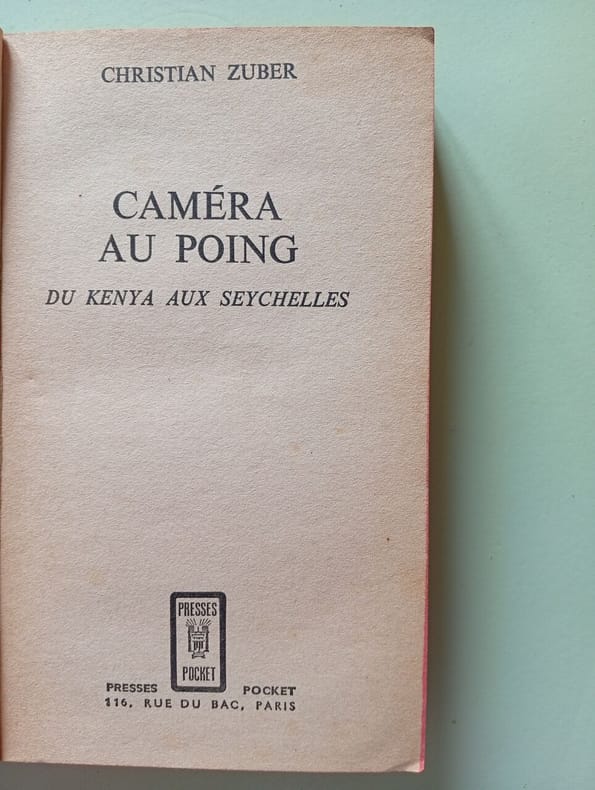 CHRISTIAN ZUBER
CAMÉRA
AU POING
DU KENYA AUX SEYCHELLES
PRESSES
POCKET
PRESSES POCKET
116, RUE DU BAC, PARIS